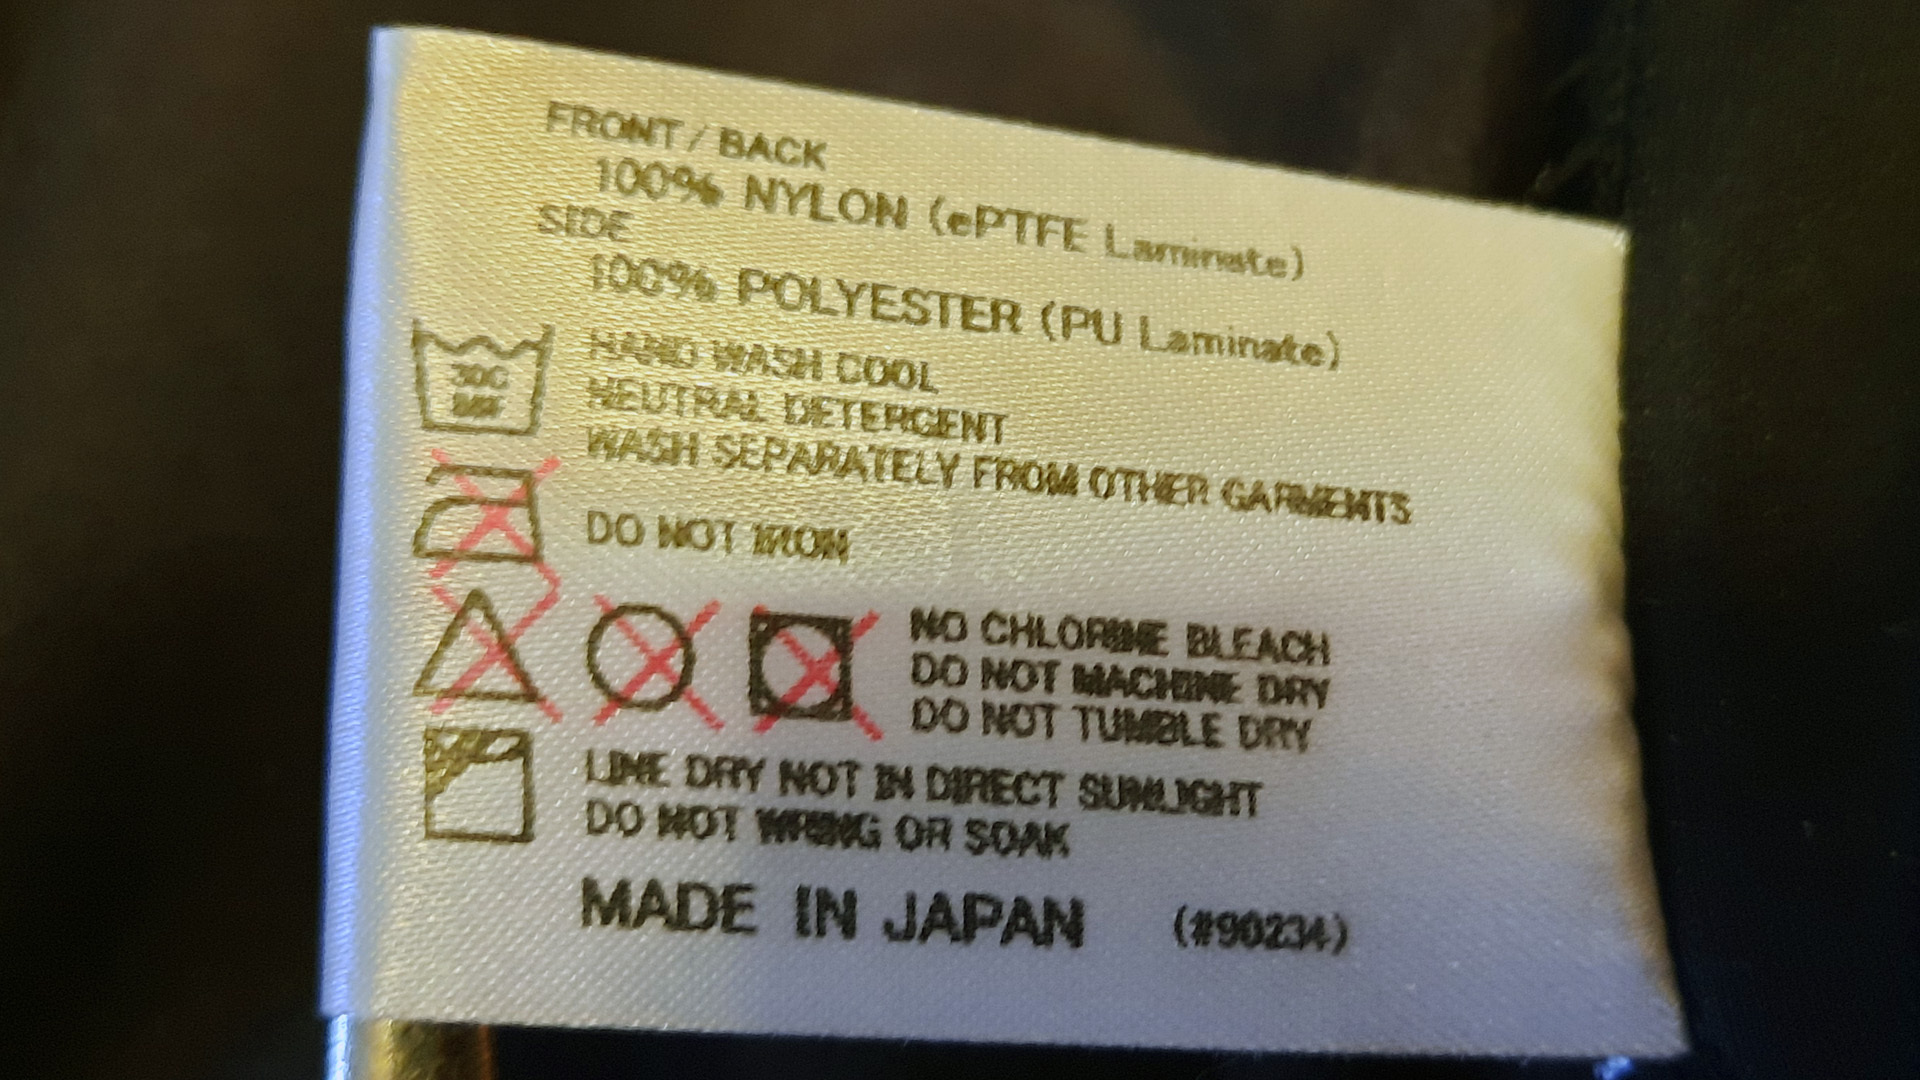 FRONT / BACK
100% NYLON (ePTFE Laminate)
SIDE
100% POLYESTER (PU Laminate)
HAND WASH COOL
NEUTRAL DETERGENT
WASH SEPARATELY FROM OTHER GARMENTS
30C
DO NOT IRON
NO CHLORINE BLEACH
DO NOT MACHINE DRY
DO NOT TUMBLE DRY
LINE DRY NOT IN DIRECT SUNLIGHT
DO NOT WRING OR SOAK
MADE IN JAPAN (#90234)